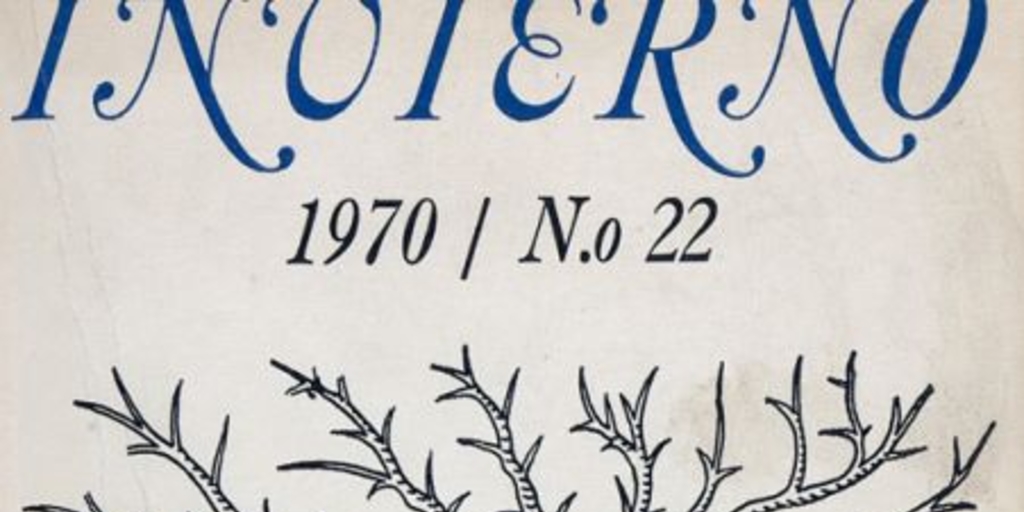 INVIERNO
1970 / N.o 22